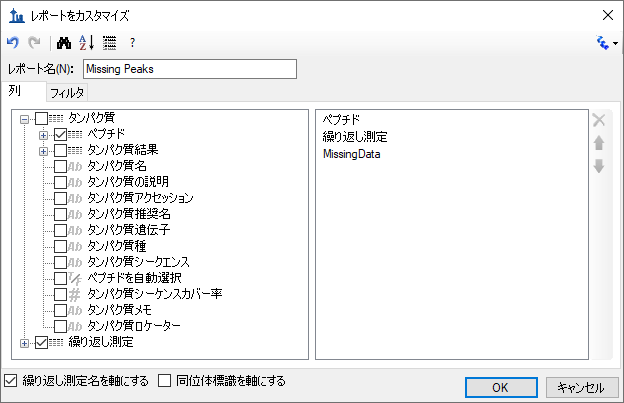 レポートをカスタマイズ
レポート名(N): Missing Peaks
列 フィルタ
タンパク質
ペプチド
タンパク質結果
Ab タンパク質名
Ab タンパク質の説明
Ab タンパク質アクセッション
Ab タンパク質推奨名
Ab タンパク質遺伝子
Ab タンパク質種
Ab タンパク質シークエンス
T/F ペプチドを自動選択
# タンパク質シーケンスカバー率
Ab タンパク質メモ
Ab タンパク質ロケーター
繰り返し測定
ペプチド
繰り返し測定
MissingData
繰り返し測定名を軸にする 同位体標識を軸にする
OK キャンセル